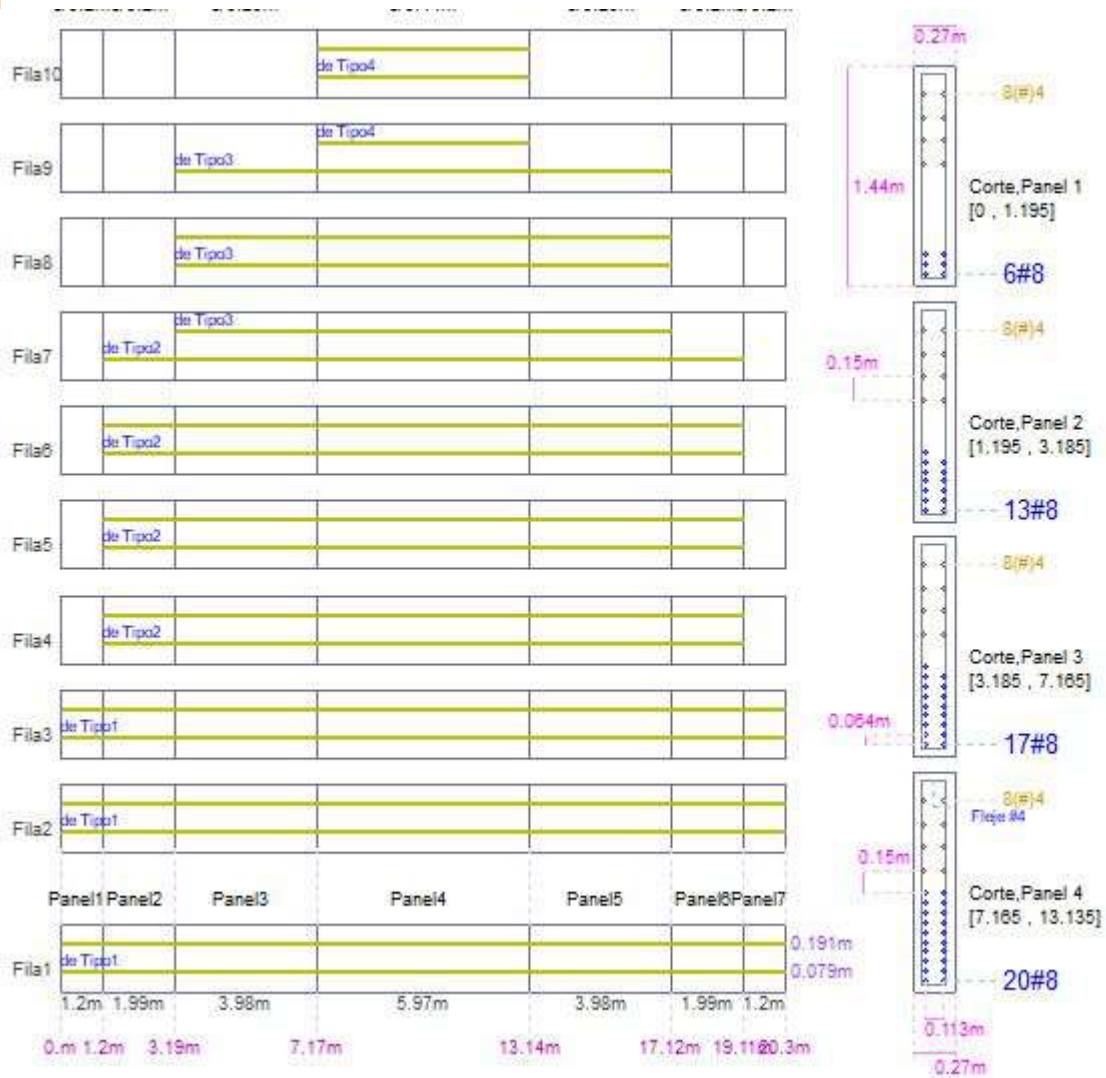 0.27m
Fila10
de Tipo4
8(#)4
Fila9
de Tipo4
de Tipo3
1.44m
Corte,Panel 1
[0 , 1.195]
Fila8
de Tipo3
6#8
Fila7
de Tipo3
de Tipo2
8(#)4
0.15m
Fila6
de Tipo2
Corte,Panel 2
[1.195 , 3.185]
13#8
Fila5
de Tipo2
8(#)4
Fila4
de Tipo2
Corte,Panel 3
[3.185 , 7.165]
Fila3
de Tipo1
0.064m
17#8
8(#)4
Fleje #4
Fila2
de Tipo1
0.15m
Panel1 Panel2 Panel3 Panel4 Panel5 Panel6 Panel7
Corte,Panel 4
[7.165 , 13.135]
0.191m
Fila1
de Tipo1
0.079m
20#8
1.2m 1.99m 3.98m 5.97m 3.98m 1.99m 1.2m
0.113m
0.m 1.2m 3.19m 7.17m 13.14m 17.12m
0.27m